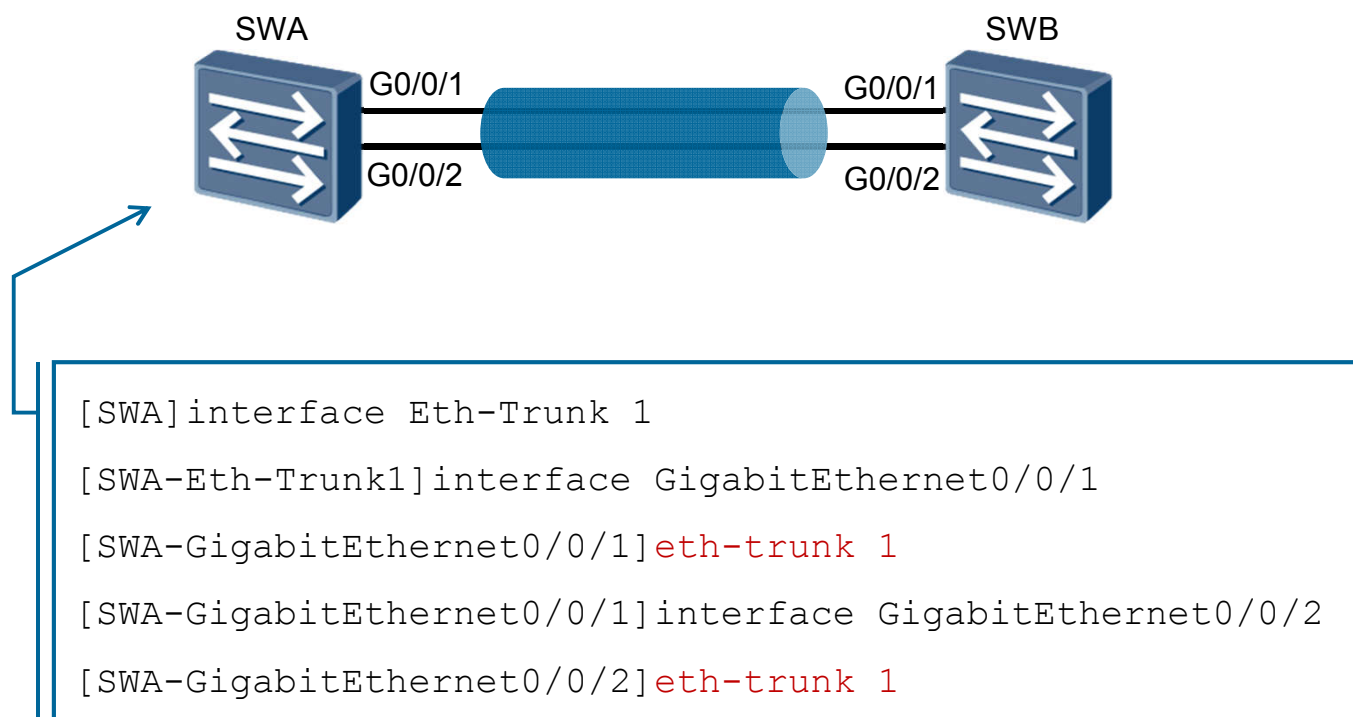 SWA
SWB
G0/0/1
G0/0/1
G0/0/2
G0/0/2
[SWA]interface Eth-Trunk 1
[SWA-Eth-Trunk1]interface GigabitEthernet0/0/1
[SWA-GigabitEthernet0/0/1]eth-trunk 1
[SWA-GigabitEthernet0/0/1]interface GigabitEthernet0/0/2
[SWA-GigabitEthernet0/0/2]eth-trunk 1